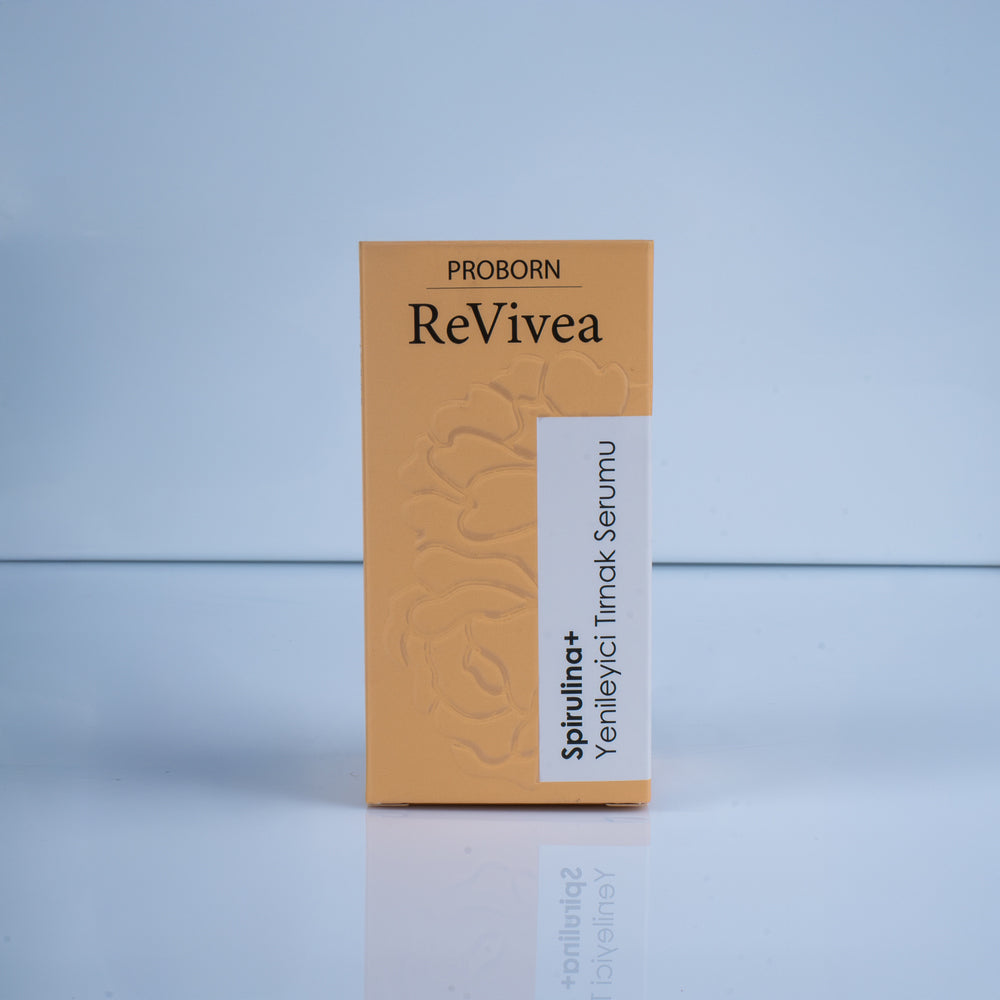 PROBORN
ReVivea
Spirulina+
Yenileyici Tırnak Serumu